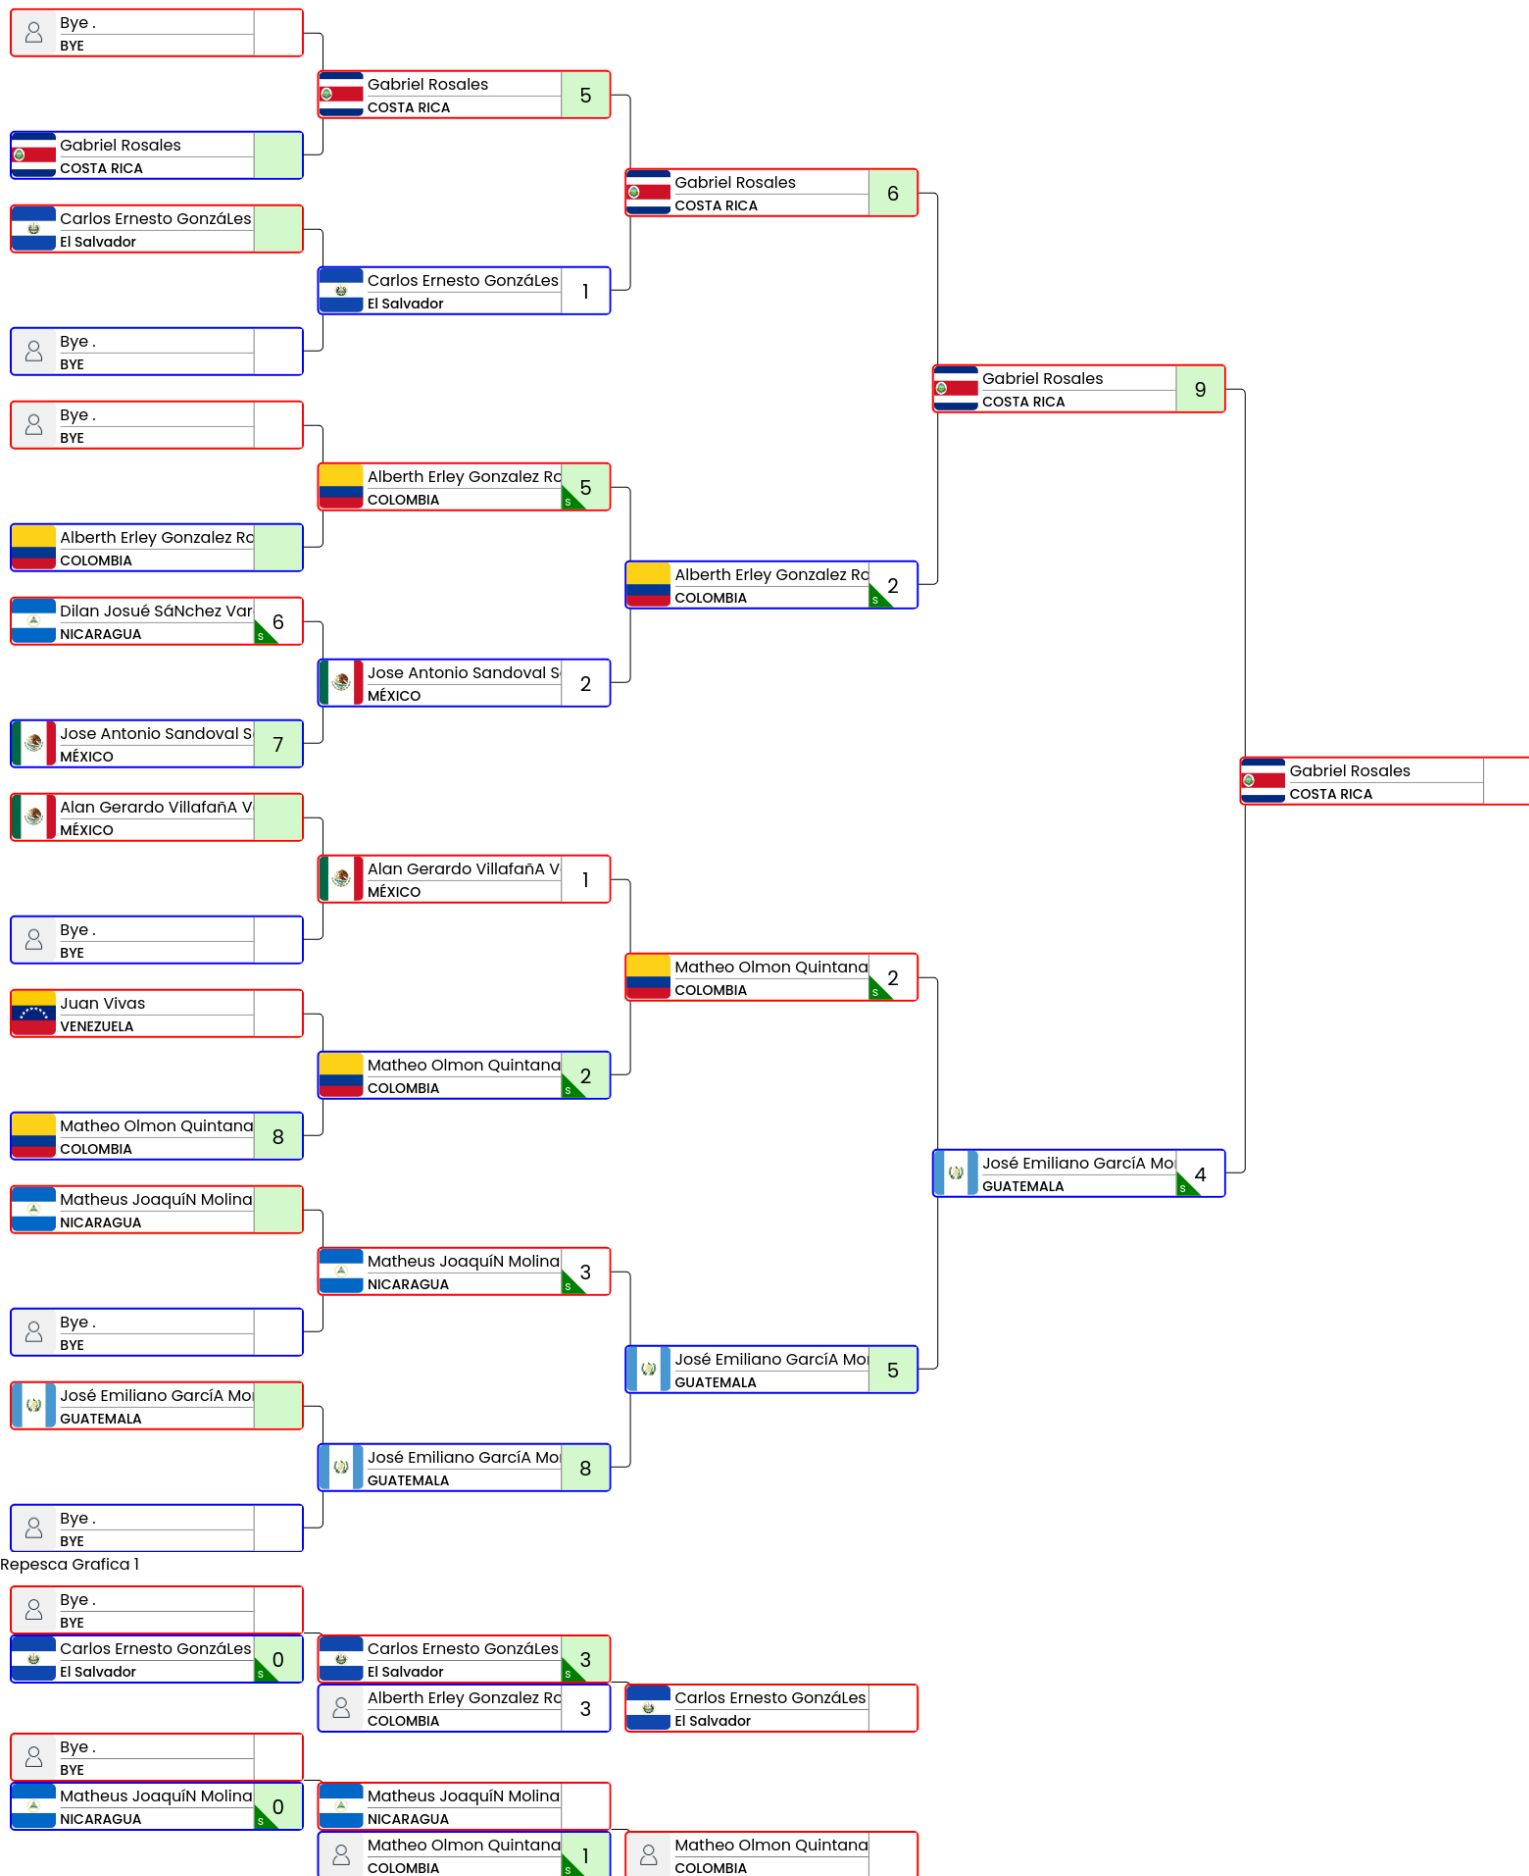 Bye .
BYE
Gabriel Rosales
COSTA RICA
5
Gabriel Rosales
COSTA RICA
Gabriel Rosales
COSTA RICA
6
Carlos Ernesto GonzáLes
El Salvador
Carlos Ernesto GonzáLes
El Salvador
1
Bye .
BYE
Gabriel Rosales
COSTA RICA
9
Bye .
BYE
Alberth Erley Gonzalez Ro
COLOMBIA
5
S
Alberth Erley Gonzalez Ro
COLOMBIA
Alberth Erley Gonzalez Ro
COLOMBIA
2
S
Dilan Josué SáNchez Var
NICARAGUA
6
S
Jose Antonio Sandoval S
MÉXICO
2
Jose Antonio Sandoval S
MÉXICO
7
Gabriel Rosales
COSTA RICA
Alan Gerardo VillafañA V
MÉXICO
Alan Gerardo VillafañA V
MÉXICO
1
Bye .
BYE
Matheo Olmon Quintana
COLOMBIA
2
S
Juan Vivas
VENEZUELA
Matheo Olmon Quintana
COLOMBIA
2
S
Matheo Olmon Quintana
COLOMBIA
8
José Emiliano GarcíA Mo
GUATEMALA
4
S
Matheus JoaquíN Molina
NICARAGUA
Matheus JoaquíN Molina
NICARAGUA
3
S
Bye .
BYE
José Emiliano GarcíA Mo
GUATEMALA
5
José Emiliano GarcíA Mo
GUATEMALA
José Emiliano GarcíA Mo
GUATEMALA
8
Bye .
BYE
Repesca Grafica 1
Bye .
BYE
Carlos Ernesto GonzáLes
El Salvador
0
S
Carlos Ernesto GonzáLes
El Salvador
3
S
Alberth Erley Gonzalez Ro
COLOMBIA
3
Carlos Ernesto GonzáLes
El Salvador
Bye .
BYE
Matheus JoaquíN Molina
NICARAGUA
0
S
Matheus JoaquíN Molina
NICARAGUA
Matheo Olmon Quintana
COLOMBIA
1
S
Matheo Olmon Quintana
COLOMBIA